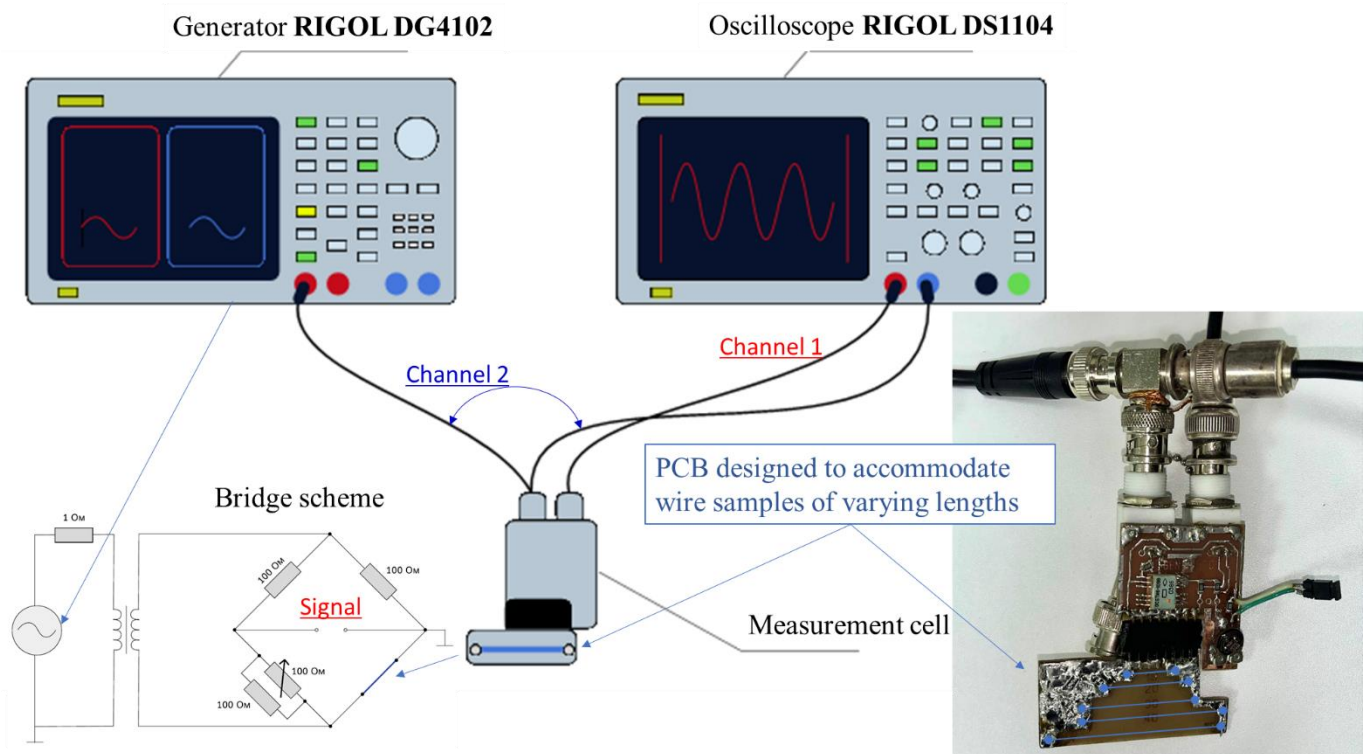 Generator RIGOL DG4102
Oscilloscope RIGOL DS1104
Channel 1
Channel 2
PCB designed to accommodate
wire samples of varying lengths
Bridge scheme
1 Ом
100 Ом
100 Ом
Signal
Measurement cell
100 Ом
100 Ом